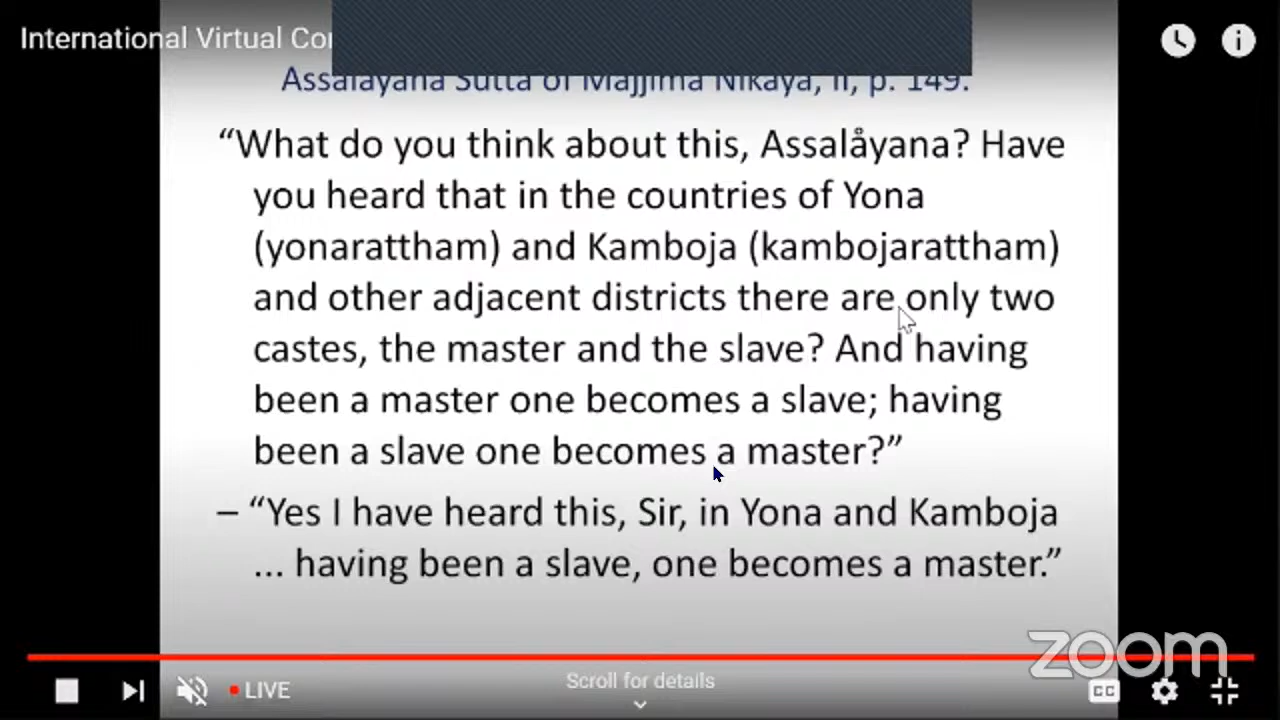 International Virtual Co
Assalåyana Sutta of Majjima Nikaya, II, p. 149.
“What do you think about this, Assalåyana? Have
you heard that in the countries of Yona
(yonarattham) and Kamboja (kambojarattham)
and other adjacent districts there are only two
castes, the master and the slave? And having
been a master one becomes a slave; having
been a slave one becomes a master?”
– “Yes I have heard this, Sir, in Yona and Kamboja
... having been a slave, one becomes a master.”
zoom
LIVE
Scroll for details
CC